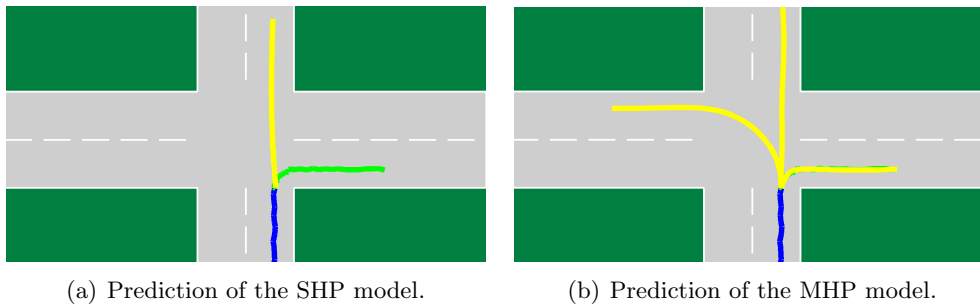 (a) Prediction of the SHP model.
(b) Prediction of the MHP model.